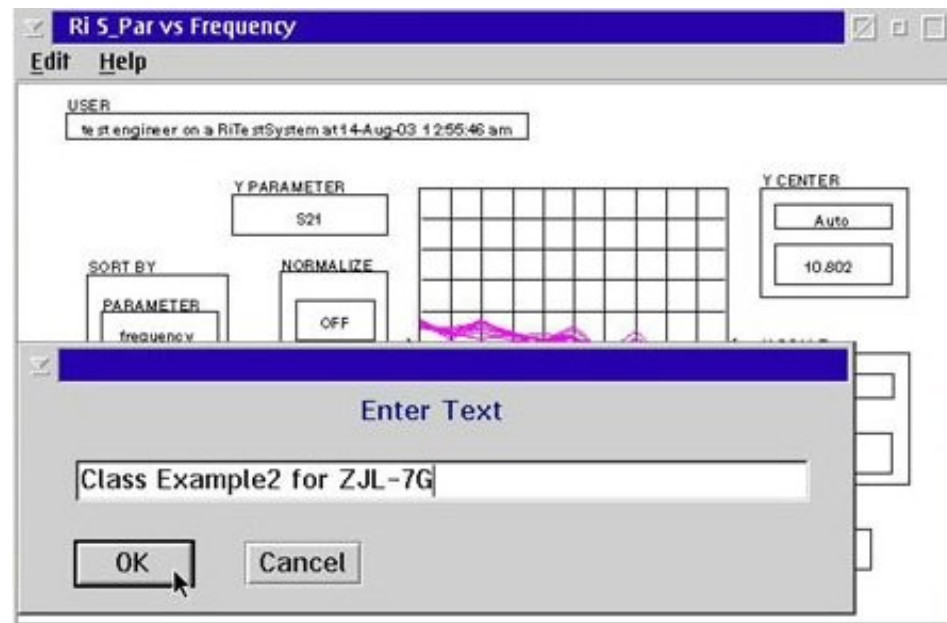 Ri S_Par vs Frequency
Edit Help
USER
test engineer on a RiTestSystem at 14-Aug-03 12:55:46 am
Y PARAMETER
S21
Y CENTER
Auto
10.802
SORT BY
PARAMETER
frequency
NORMALIZE
OFF
Enter Text
Class Example2 for ZJL-7G
OK Cancel